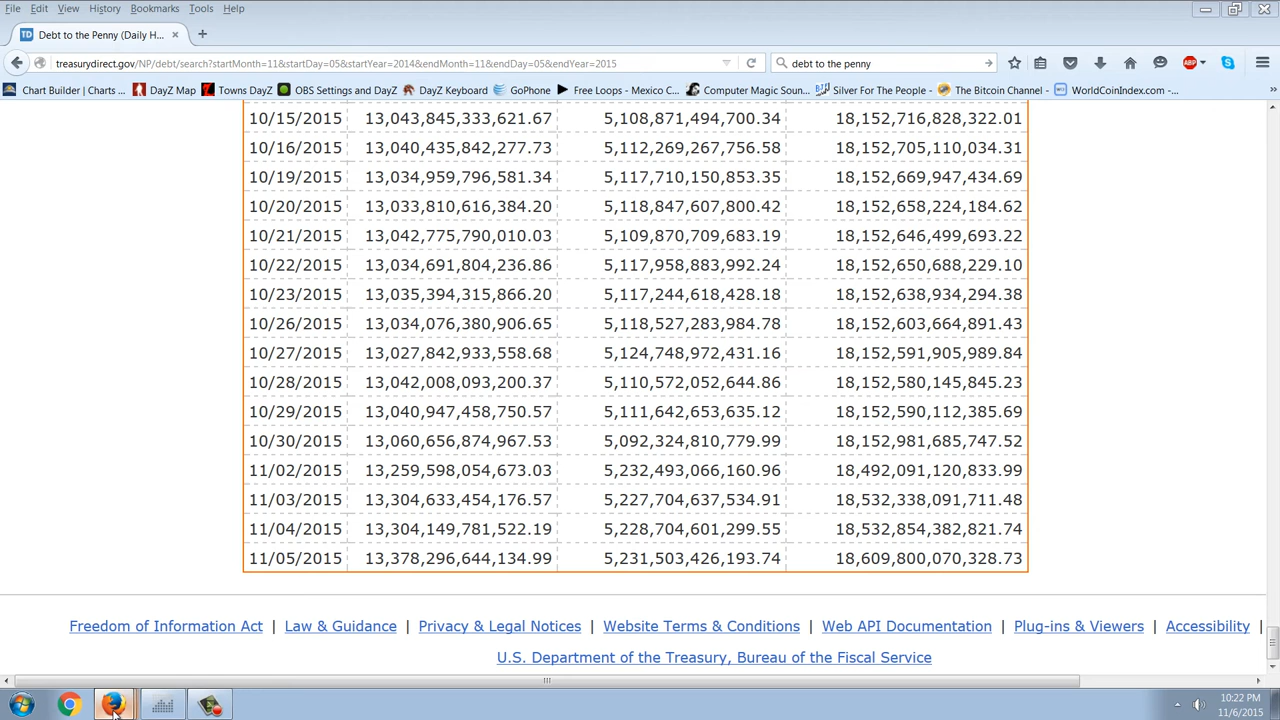 File Edit View History Bookmarks Tools Help
TD Debt to the Penny (Daily H...
treasurydirect.gov/NP/debt/search?startMonth=11&startDay=05&startYear=2014&endMonth=11&endDay=05&endYear=2015 debt to the penny ABP
Chart Builder | Charts ... DayZ Map Towns DayZ OBS Settings and DayZ DayZ Keyboard GoPhone Free Loops - Mexico C... Computer Magic Soun... Silver For The People - The Bitcoin Channel - WorldCoinIndex.com -...
10/15/2015 13,043,845,333,621.67 5,108,871,494,700.34 18,152,716,828,322.01
10/16/2015 13,040,435,842,277.73 5,112,269,267,756.58 18,152,705,110,034.31
10/19/2015 13,034,959,796,581.34 5,117,710,150,853.35 18,152,669,947,434.69
10/20/2015 13,033,810,616,384.20 5,118,847,607,800.42 18,152,658,224,184.62
10/21/2015 13,042,775,790,010.03 5,109,870,709,683.19 18,152,646,499,693.22
10/22/2015 13,034,691,804,236.86 5,117,958,883,992.24 18,152,650,688,229.10
10/23/2015 13,035,394,315,866.20 5,117,244,618,428.18 18,152,638,934,294.38
10/26/2015 13,034,076,380,906.65 5,118,527,283,984.78 18,152,603,664,891.43
10/27/2015 13,027,842,933,558.68 5,124,748,972,431.16 18,152,591,905,989.84
10/28/2015 13,042,008,093,200.37 5,110,572,052,644.86 18,152,580,145,845.23
10/29/2015 13,040,947,458,750.57 5,111,642,653,635.12 18,152,590,112,385.69
10/30/2015 13,060,656,874,967.53 5,092,324,810,779.99 18,152,981,685,747.52
11/02/2015 13,259,598,054,673.03 5,232,493,066,160.96 18,492,091,120,833.99
11/03/2015 13,304,633,454,176.57 5,227,704,637,534.91 18,532,338,091,711.48
11/04/2015 13,304,149,781,522.19 5,228,704,601,299.55 18,532,854,382,821.74
11/05/2015 13,378,296,644,134.99 5,231,503,426,193.74 18,609,800,070,328.73
Freedom of Information Act | Law & Guidance | Privacy & Legal Notices | Website Terms & Conditions | Web API Documentation | Plug-ins & Viewers | Accessibility |
U.S. Department of the Treasury, Bureau of the Fiscal Service
10:22 PM
11/6/2015